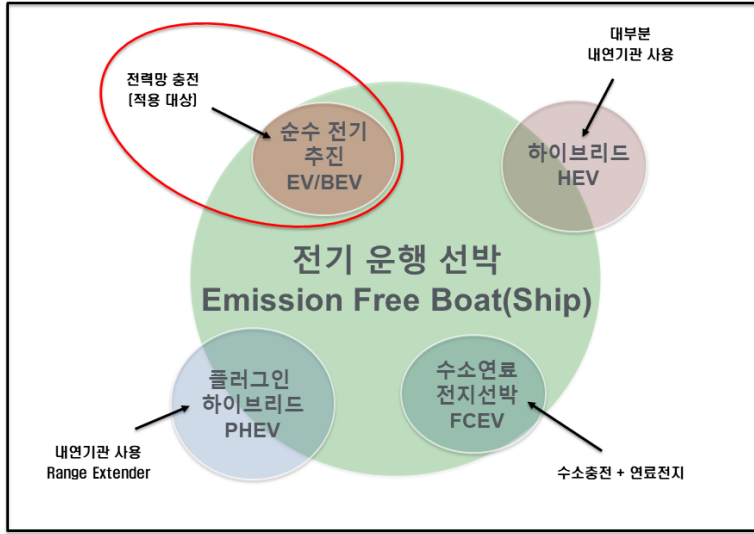 대부분
내연기관 사용
전력망 충전
(적용 대상)
순수 전기
추진
EV/BEV
하이브리드
HEV
전기 운행 선박
Emission Free Boat(Ship)
플러그인
하이브리드
PHEV
수소연료
전지선박
FCEV
내연기관 사용
Range Extender
수소충전 + 연료전지